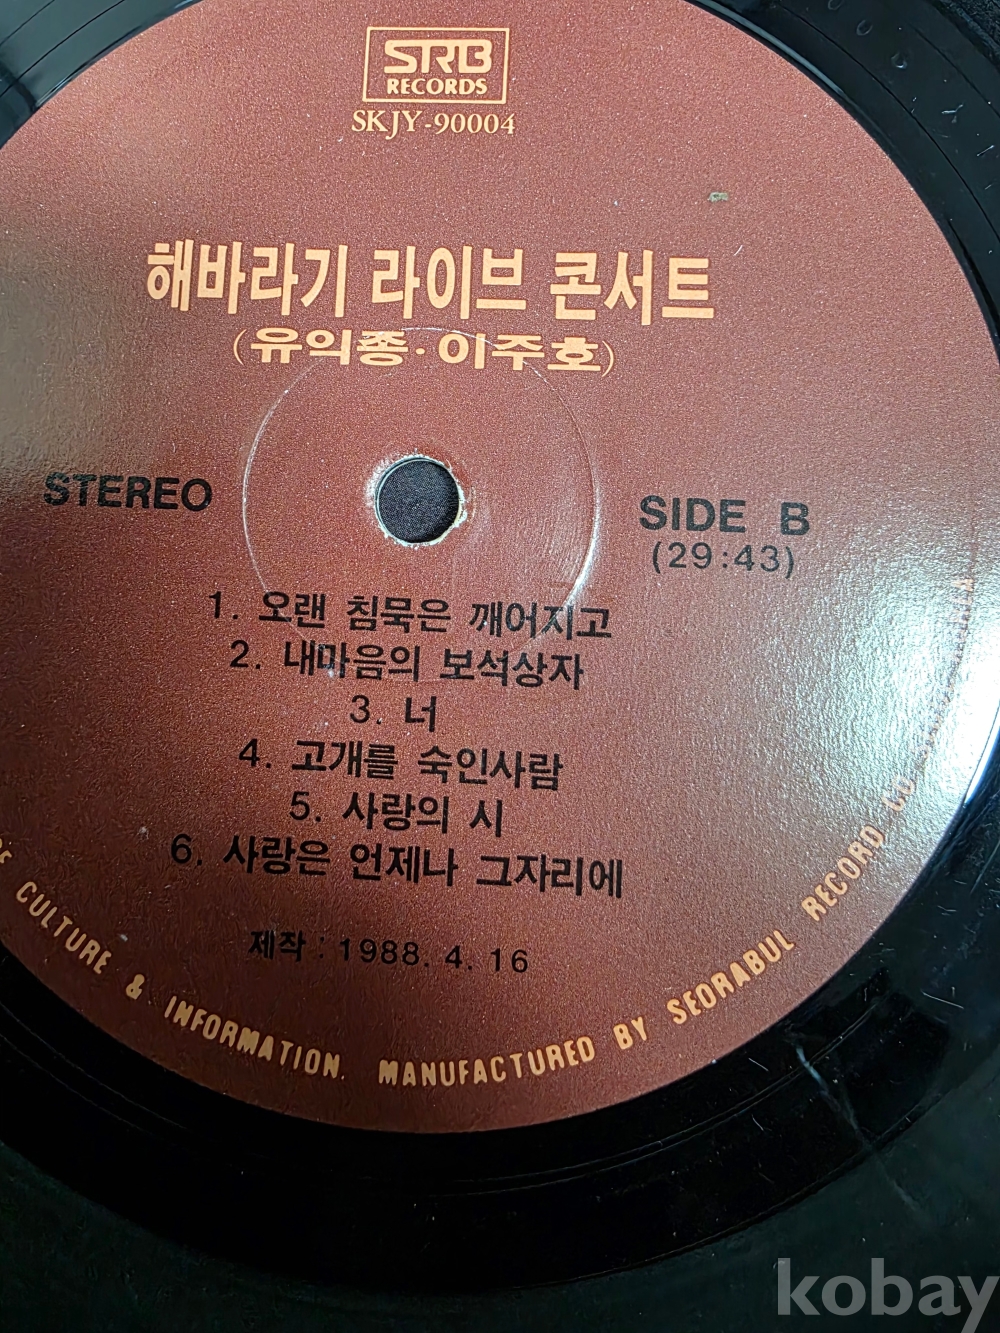 SRB
RECORDS
SKJY-90004
해바라기 라이브 콘서트
(유의종·이주호)
STEREO
SIDE B
(29:43)
1. 오랜 침묵은 깨어지고
2. 내마음의 보석상자
3. 너
4. 고개를 숙인사람
5. 사랑의 시
6. 사랑은 언제나 그자리에
제작 : 1988. 4. 16
CULTURE & INFORMATION. MANUFACTURED BY SEORABUL RECORD CO
kobay